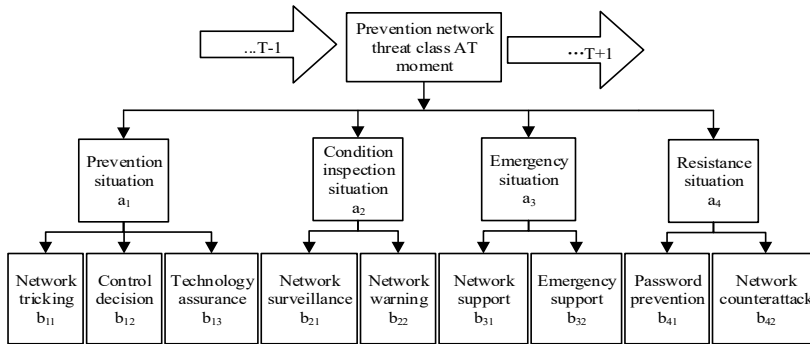 ...T-1
Prevention network
threat class AT
moment
···T+1
Prevention
situation
a₁
Condition
inspection
situation
a₂
Emergency
situation
a₃
Resistance
situation
a₄
Network
tricking
b₁₁
Control
decision
b₁₂
Technology
assurance
b₁₃
Network
surveillance
b₂₁
Network
warning
b₂₂
Network
support
b₃₁
Emergency
support
b₃₂
Password
prevention
b₄₁
Network
counterattack
b₄₂